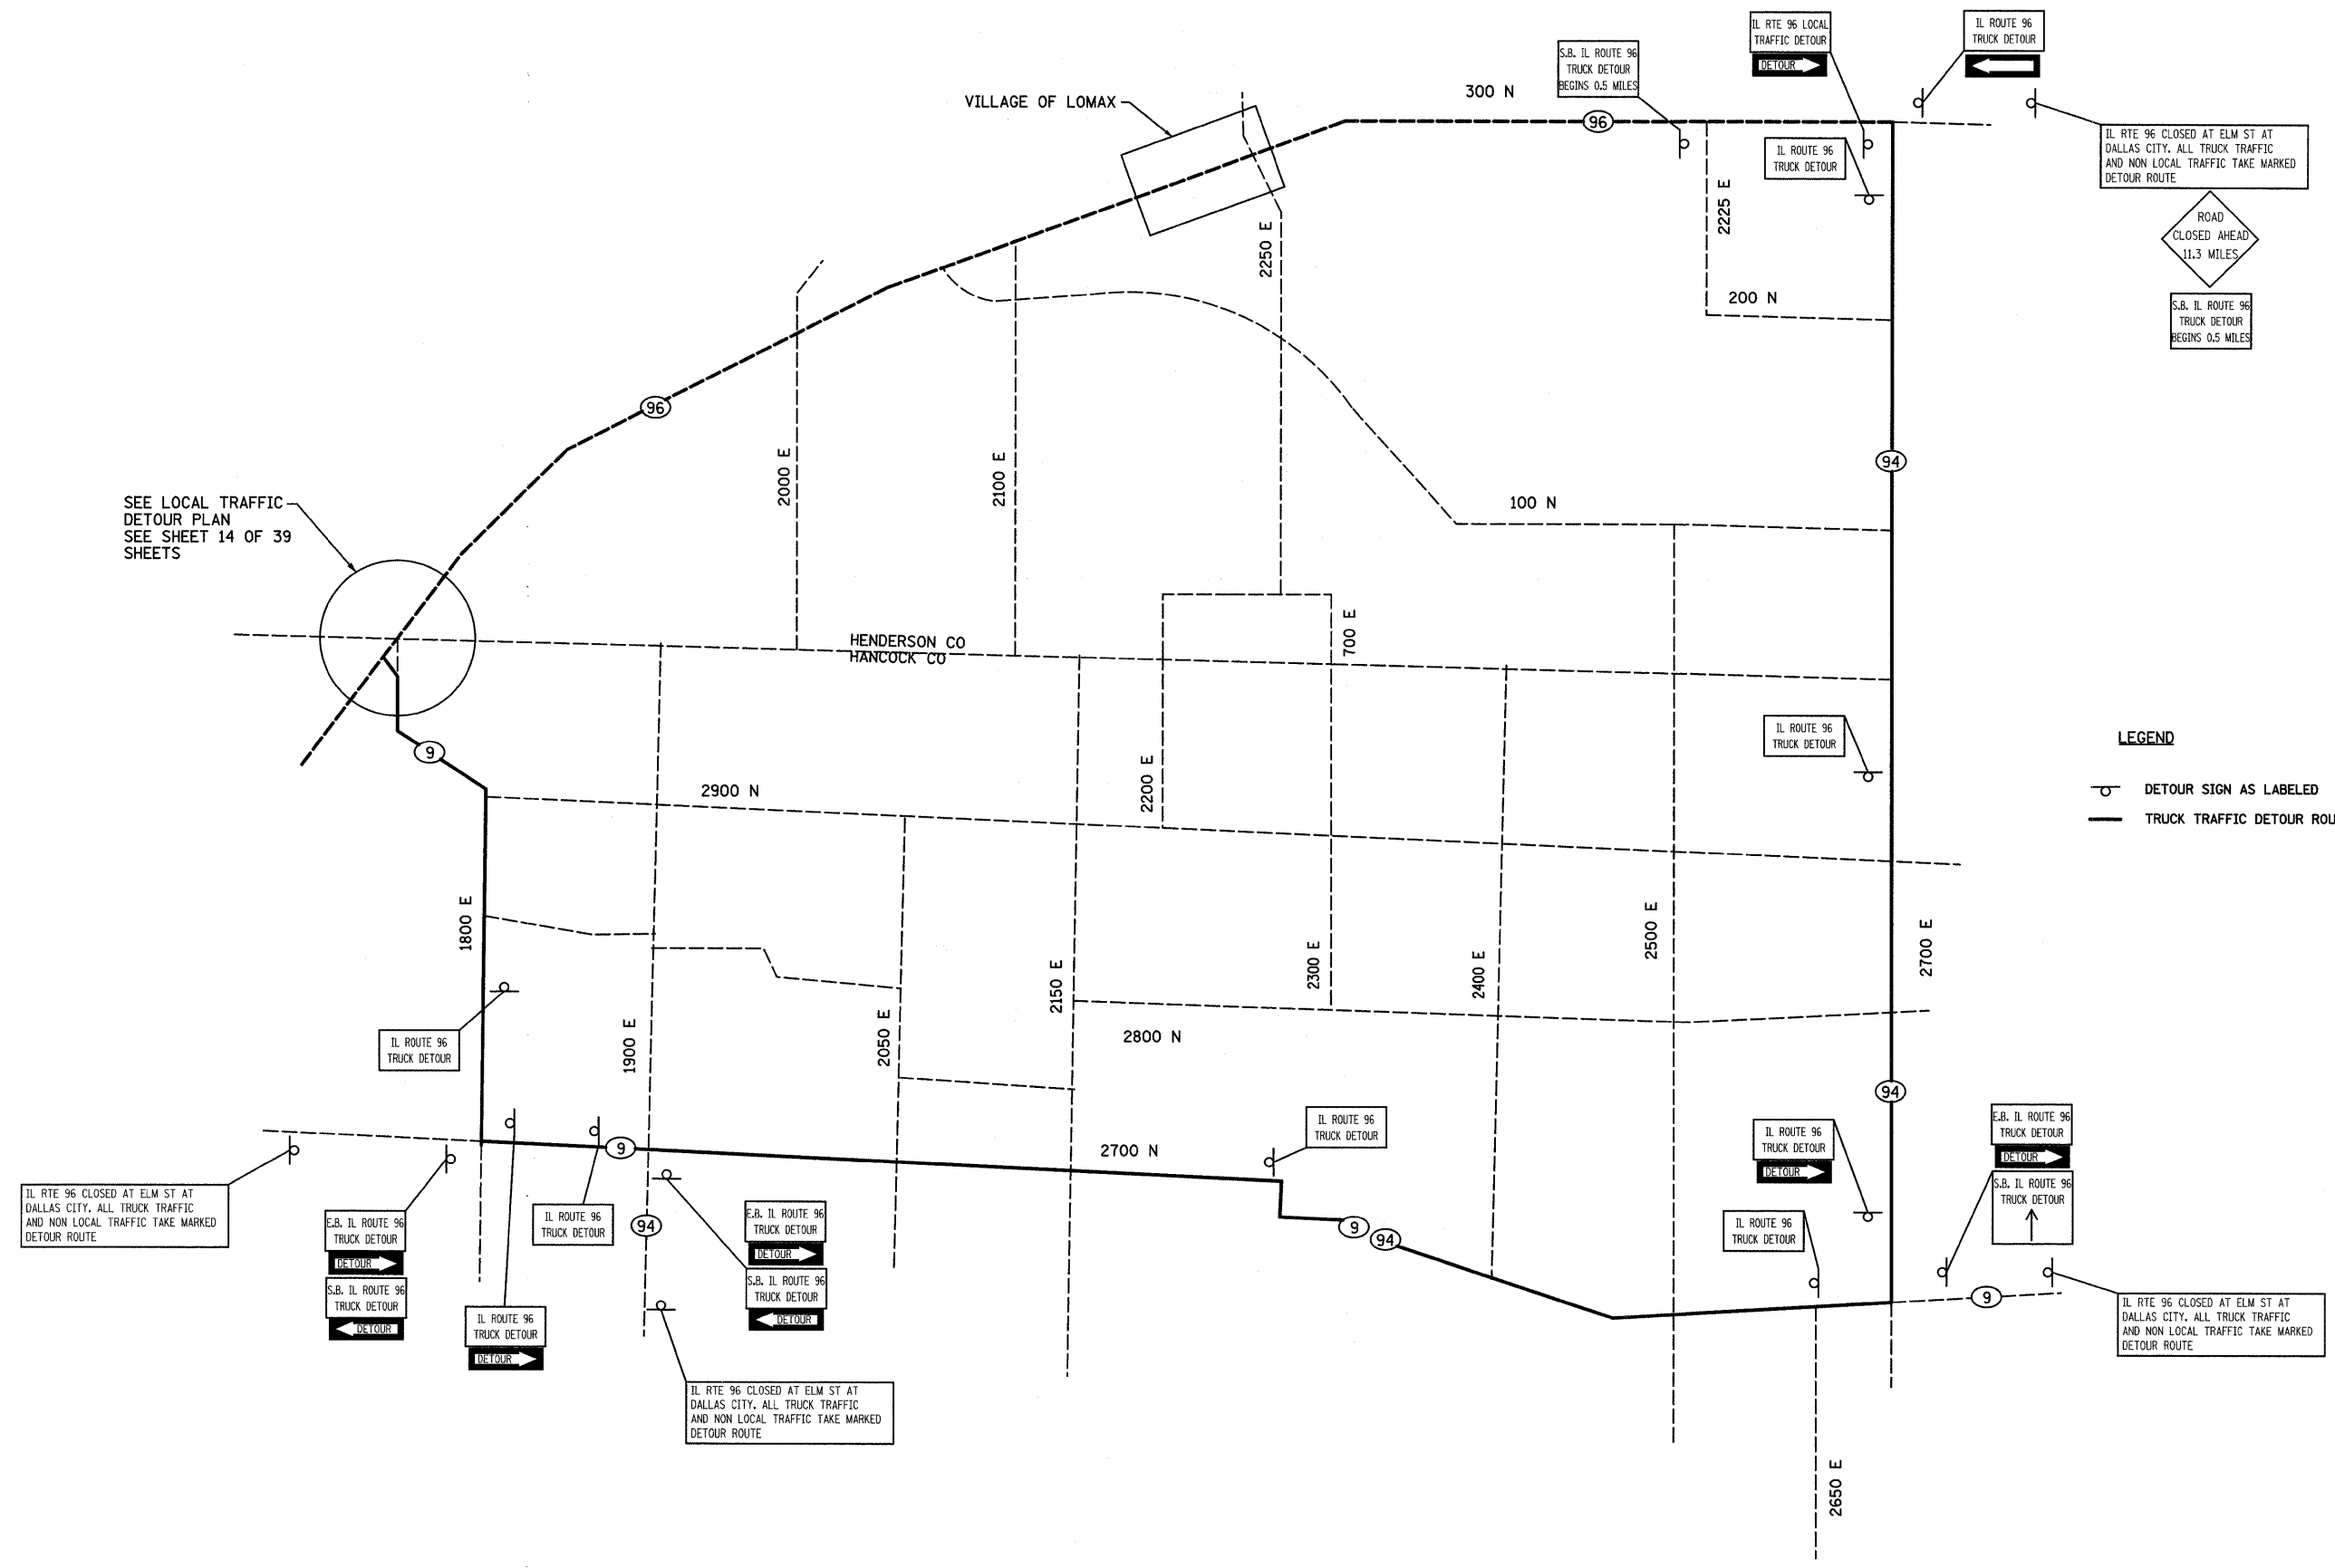 IL RTE 96 LOCAL
TRAFFIC DETOUR
DETOUR
IL ROUTE 96
TRUCK DETOUR
S.B. IL ROUTE 96
TRUCK DETOUR
BEGINS 0.5 MILES
300 N
VILLAGE OF LOMAX
96
IL ROUTE 96
TRUCK DETOUR
IL RTE 96 CLOSED AT ELM ST AT
DALLAS CITY. ALL TRUCK TRAFFIC
AND NON LOCAL TRAFFIC TAKE MARKED
DETOUR ROUTE
ROAD
CLOSED AHEAD
11.3 MILES
S.B. IL ROUTE 96
TRUCK DETOUR
BEGINS 0.5 MILES
2225 E
2250 E
200 N
96
94
2000 E
2100 E
100 N
SEE LOCAL TRAFFIC
DETOUR PLAN
SEE SHEET 14 OF 39
SHEETS
HENDERSON CO
HANCOCK CO
700 E
9
IL ROUTE 96
TRUCK DETOUR
LEGEND
DETOUR SIGN AS LABELED
TRUCK TRAFFIC DETOUR ROU
2900 N
2200 E
1800 E
2300 E
2400 E
2500 E
2700 E
2150 E
1900 E
2050 E
2800 N
IL ROUTE 96
TRUCK DETOUR
94
9
2700 N
IL ROUTE 96
TRUCK DETOUR
IL ROUTE 96
TRUCK DETOUR
DETOUR
E.B. IL ROUTE 96
TRUCK DETOUR
DETOUR
S.B. IL ROUTE 96
TRUCK DETOUR
IL RTE 96 CLOSED AT ELM ST AT
DALLAS CITY. ALL TRUCK TRAFFIC
AND NON LOCAL TRAFFIC TAKE MARKED
DETOUR ROUTE
E.B. IL ROUTE 96
TRUCK DETOUR
DETOUR
S.B. IL ROUTE 96
TRUCK DETOUR
DETOUR
IL ROUTE 96
TRUCK DETOUR
94
E.B. IL ROUTE 96
TRUCK DETOUR
DETOUR
S.B. IL ROUTE 96
TRUCK DETOUR
DETOUR
9
94
IL ROUTE 96
TRUCK DETOUR
9
IL ROUTE 96
TRUCK DETOUR
DETOUR
IL RTE 96 CLOSED AT ELM ST AT
DALLAS CITY. ALL TRUCK TRAFFIC
AND NON LOCAL TRAFFIC TAKE MARKED
DETOUR ROUTE
IL RTE 96 CLOSED AT ELM ST AT
DALLAS CITY. ALL TRUCK TRAFFIC
AND NON LOCAL TRAFFIC TAKE MARKED
DETOUR ROUTE
2650 E